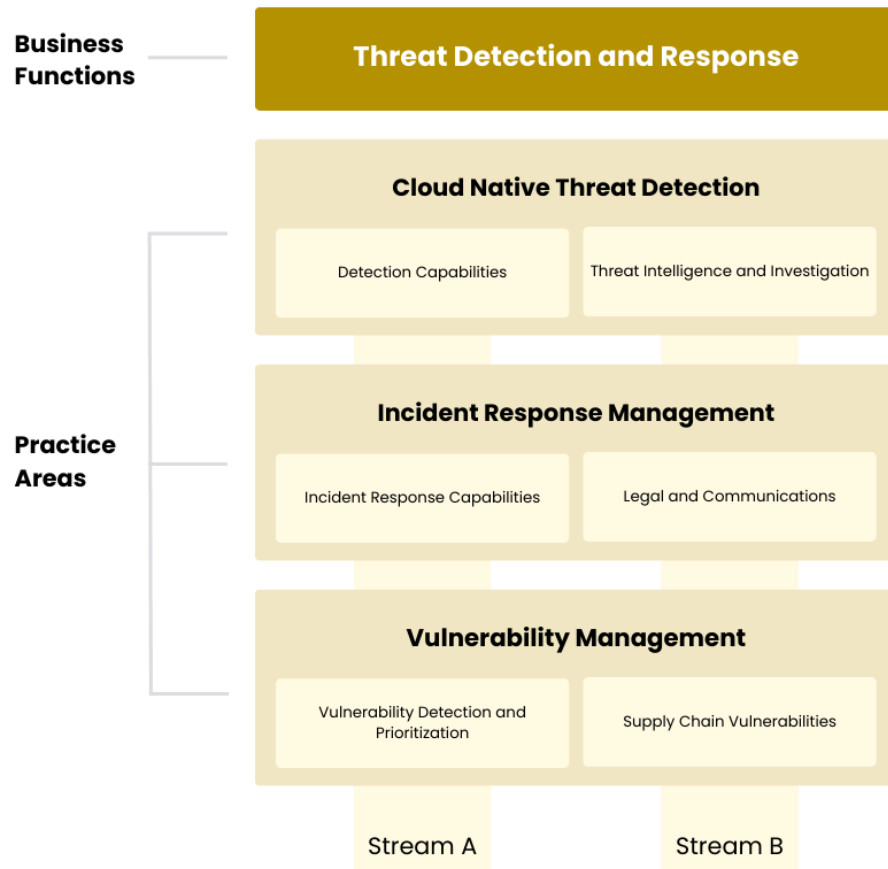 Business
Functions
Threat Detection and Response
Cloud Native Threat Detection
Detection Capabilities
Threat Intelligence and Investigation
Practice
Areas
Incident Response Management
Incident Response Capabilities
Legal and Communications
Vulnerability Management
Vulnerability Detection and
Prioritization
Supply Chain Vulnerabilities
Stream A
Stream B